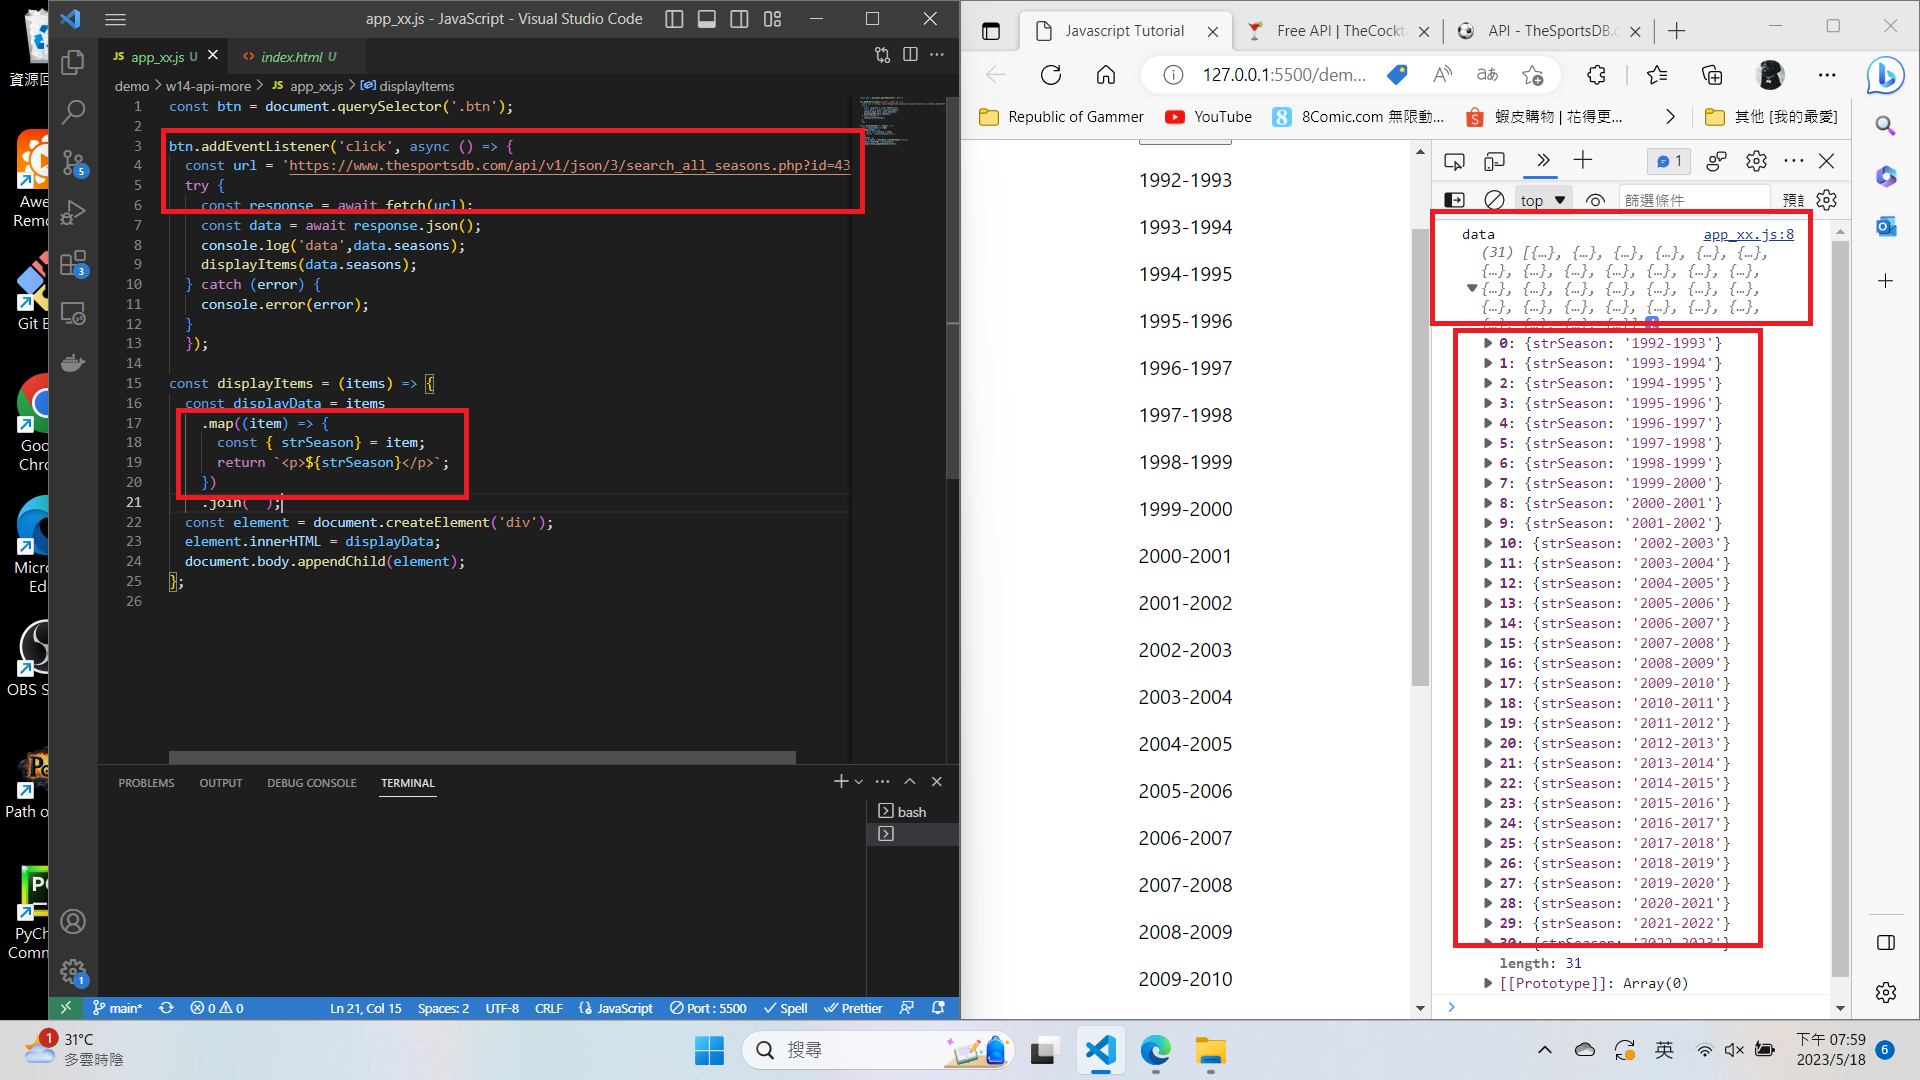 資源回
Awe
Remo
Git E
Goo
Chro
Micro
Ed
OBS S
Path o
PyCh
Comm
app_xx.js - JavaScript - Visual Studio Code
JS app_xx.js U
<> index.html U
demo > w14-api-more > JS app_xx.js > displayItems
1 const btn = document.querySelector('.btn');
2
3 btn.addEventListener('click', async () => {
4 const url = 'https://www.thesportsdb.com/api/v1/json/3/search_all_seasons.php?id=43
5 try {
6 const response = await fetch(url);
7 const data = await response.json();
8 console.log('data',data.seasons);
9 displayItems(data.seasons);
10 } catch (error) {
11 console.error(error);
12 }
13 });
14
15 const displayItems = (items) => {
16 const displayData = items
17 .map((item) => {
18 const { strSeason} = item;
19 return `<p>${strSeason}</p>`;
20 })
21 .join('');
22 const element = document.createElement('div');
23 element.innerHTML = displayData;
24 document.body.appendChild(element);
25 };
26
PROBLEMS OUTPUT DEBUG CONSOLE TERMINAL
bash
5
3
1
main* 0 0 Ln 21, Col 15 Spaces: 2 UTF-8 CRLF JavaScript Port : 5500 Spell Prettier
Javascript Tutorial
Free API | TheCockt
API - TheSportsDB.c
127.0.0.1:5500/dem...
Republic of Gammer
YouTube
8Comic.com 無限動...
蝦皮購物 | 花得更...
其他 [我的最愛]
1992-1993
1993-1994
1994-1995
1995-1996
1996-1997
1997-1998
1998-1999
1999-2000
2000-2001
2001-2002
2002-2003
2003-2004
2004-2005
2005-2006
2006-2007
2007-2008
2008-2009
2009-2010
1
top
篩選條件
預
data app_xx.js:8
(31) [{…}, {…}, {…}, {…}, {…}, {…},
{…}, {…}, {…}, {…}, {…}, {…}, {…},
{…}, {…}, {…}, {…}, {…}, {…}, {…},
{…}, {…}, {…}, {…}, {…}, {…}, {…},
{…}, {…}, {…}, {…}]
0: {strSeason: '1992-1993'}
1: {strSeason: '1993-1994'}
2: {strSeason: '1994-1995'}
3: {strSeason: '1995-1996'}
4: {strSeason: '1996-1997'}
5: {strSeason: '1997-1998'}
6: {strSeason: '1998-1999'}
7: {strSeason: '1999-2000'}
8: {strSeason: '2000-2001'}
9: {strSeason: '2001-2002'}
10: {strSeason: '2002-2003'}
11: {strSeason: '2003-2004'}
12: {strSeason: '2004-2005'}
13: {strSeason: '2005-2006'}
14: {strSeason: '2006-2007'}
15: {strSeason: '2007-2008'}
16: {strSeason: '2008-2009'}
17: {strSeason: '2009-2010'}
18: {strSeason: '2010-2011'}
19: {strSeason: '2011-2012'}
20: {strSeason: '2012-2013'}
21: {strSeason: '2013-2014'}
22: {strSeason: '2014-2015'}
23: {strSeason: '2015-2016'}
24: {strSeason: '2016-2017'}
25: {strSeason: '2017-2018'}
26: {strSeason: '2018-2019'}
27: {strSeason: '2019-2020'}
28: {strSeason: '2020-2021'}
29: {strSeason: '2021-2022'}
30: {strSeason: '2022-2023'}
length: 31
[[Prototype]]: Array(0)
1
31°C
多雲時陰
搜尋
英
下午 07:59
2023/5/18
6